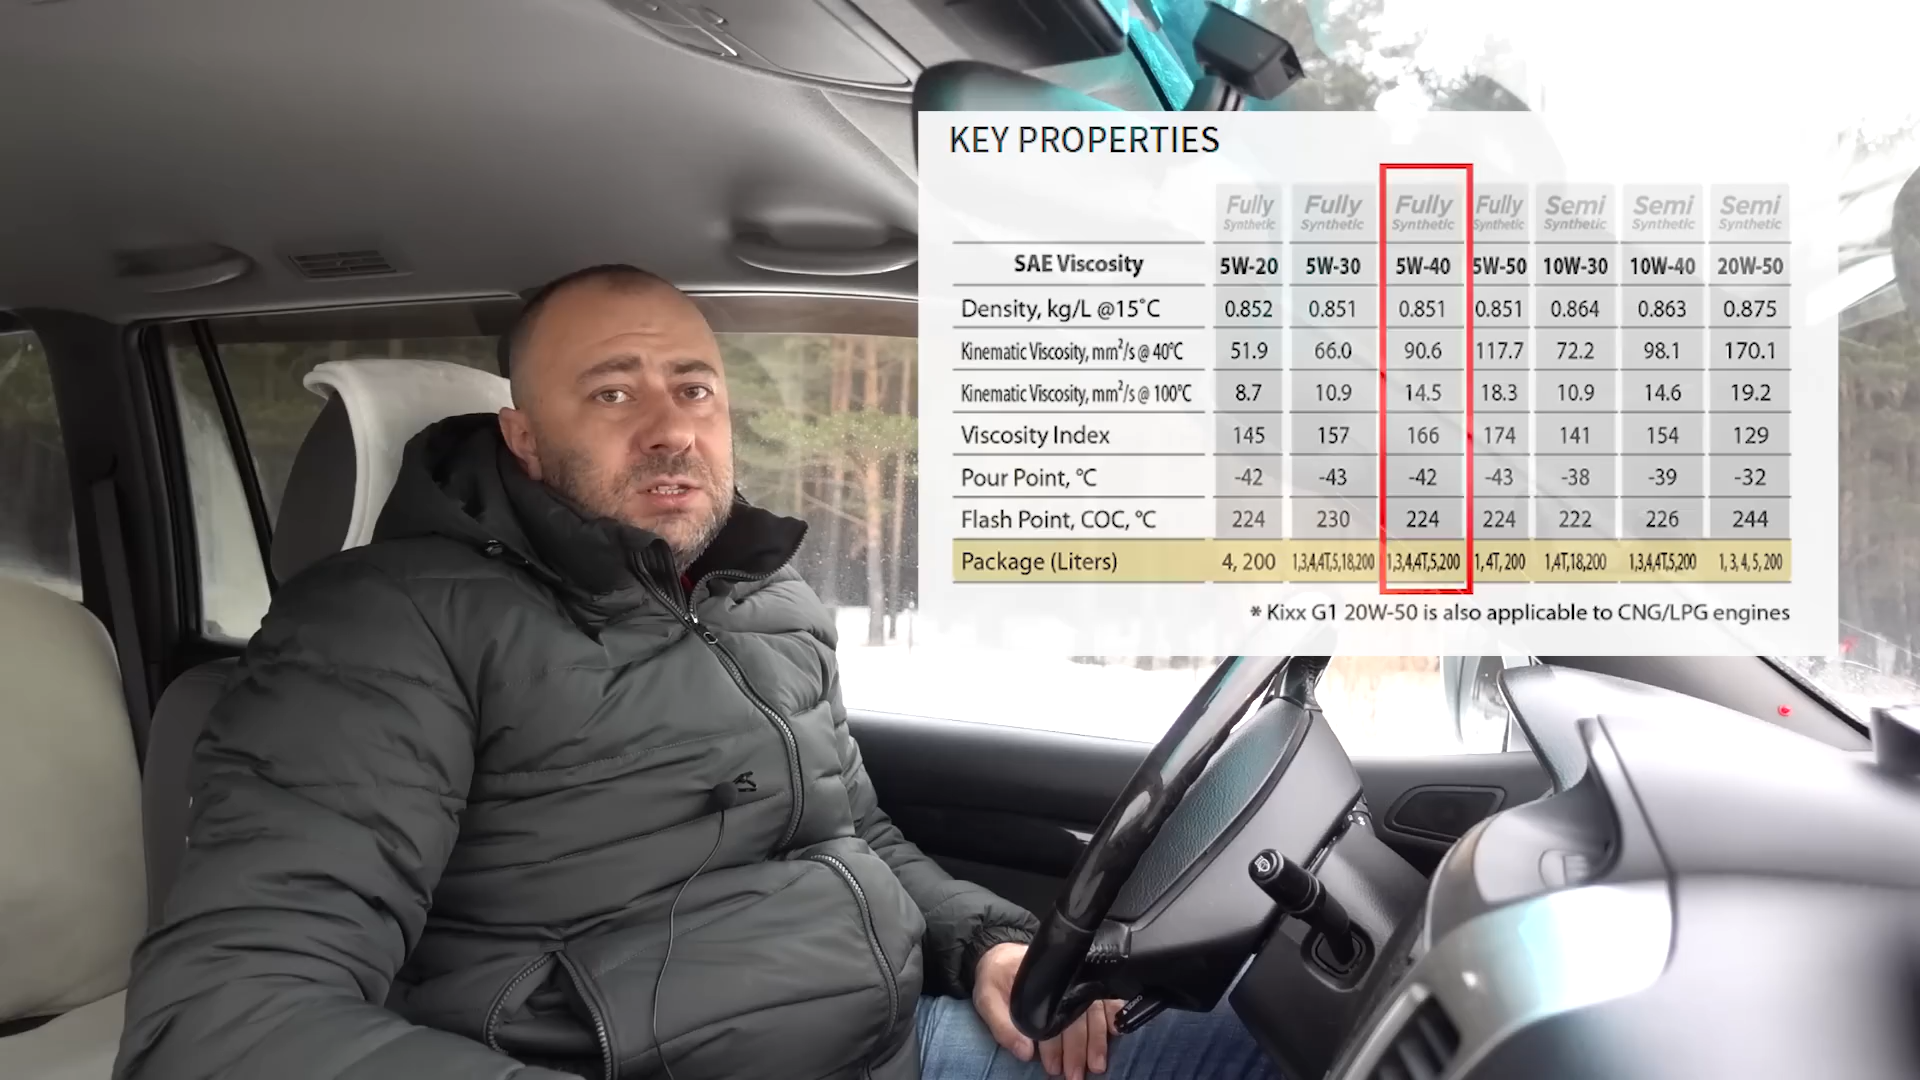 KEY PROPERTIES
Fully Fully Fully Fully Semi Semi Semi
Synthetic Synthetic Synthetic Synthetic Synthetic Synthetic Synthetic
SAE Viscosity 5W-20 5W-30 5W-40 5W-50 10W-30 10W-40 20W-50
Density, kg/L @15˚C 0.852 0.851 0.851 0.851 0.864 0.863 0.875
Kinematic Viscosity, mm²/s @ 40℃ 51.9 66.0 90.6 117.7 72.2 98.1 170.1
Kinematic Viscosity, mm²/s @ 100℃ 8.7 10.9 14.5 18.3 10.9 14.6 19.2
Viscosity Index 145 157 166 174 141 154 129
Pour Point, ℃ -42 -43 -42 -43 -38 -39 -32
Flash Point, COC, ℃ 224 230 224 224 222 226 244
Package (Liters) 4, 200 1,3,4,4T,5,18,200 1,3,4,4T,5,200 1, 4T, 200 1,4T,18,200 1,3,4,4T,5,200 1, 3, 4, 5, 200
* Kixx G1 20W-50 is also applicable to CNG/LPG engines